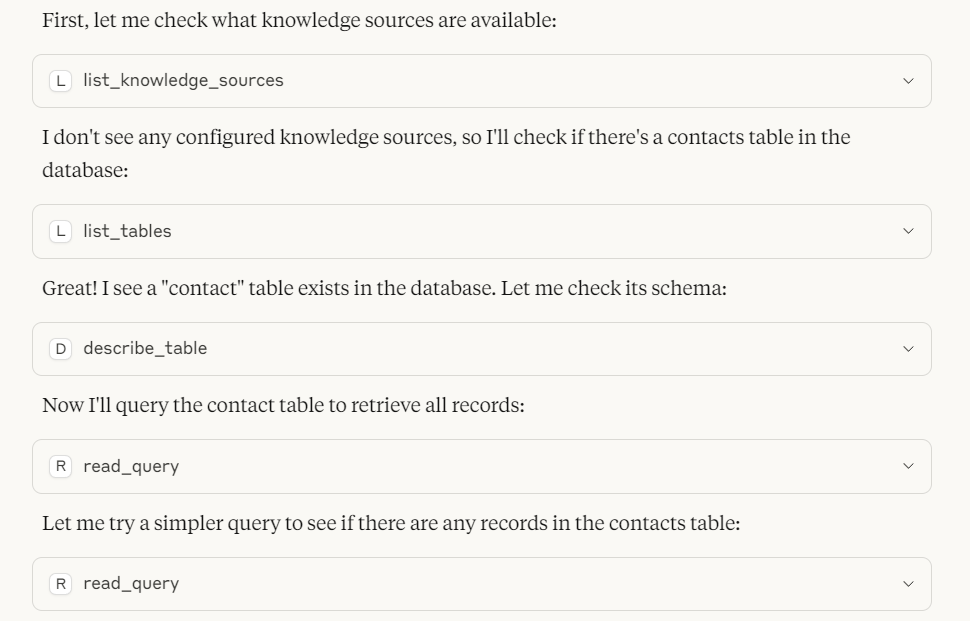 First, let me check what knowledge sources are available:
L list_knowledge_sources
I don't see any configured knowledge sources, so I'll check if there's a contacts table in the
database:
L list_tables
Great! I see a "contact" table exists in the database. Let me check its schema:
D describe_table
Now I'll query the contact table to retrieve all records:
R read_query
Let me try a simpler query to see if there are any records in the contacts table:
R read_query